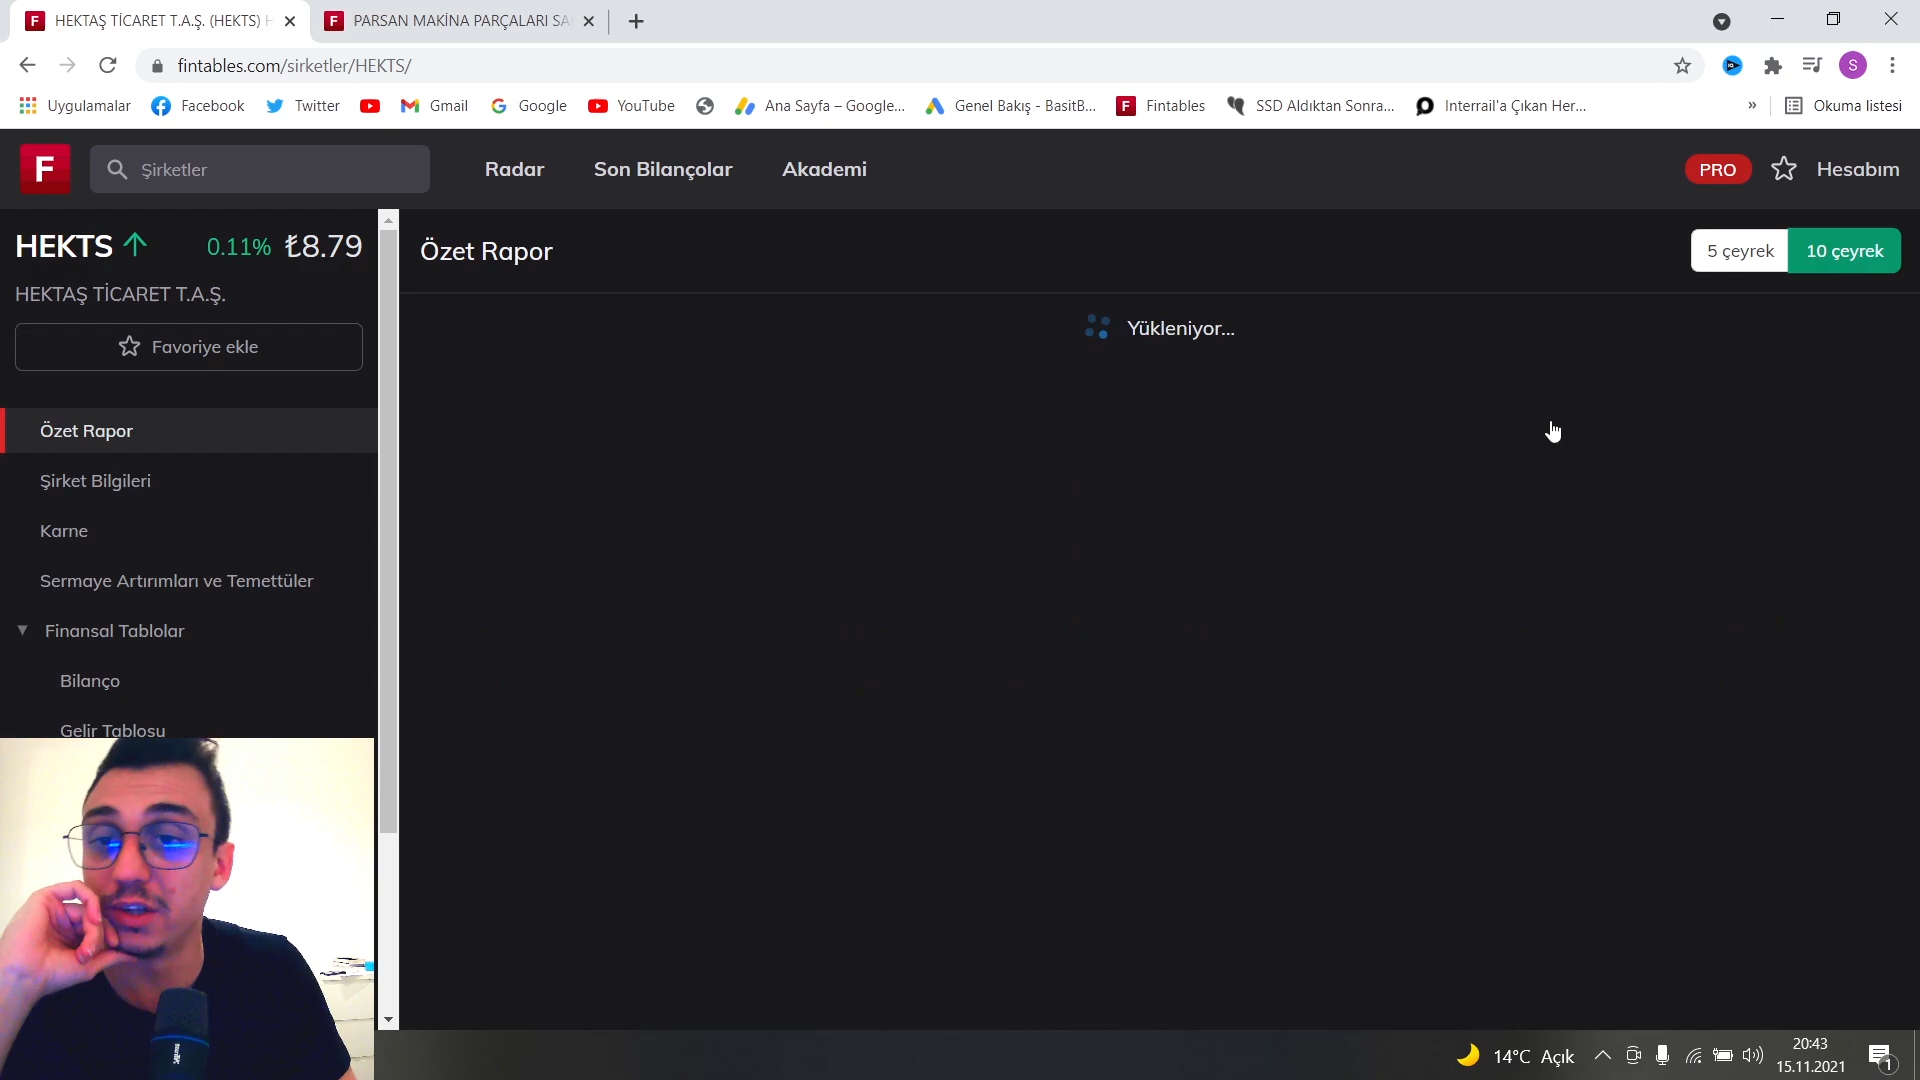 HEKTAŞ TİCARET T.A.Ş. (HEKTS) H
PARSAN MAKİNA PARÇALARI SA
fintables.com/sirketler/HEKTS/
S
Uygulamalar
Facebook
Twitter
Gmail
Google
YouTube
Ana Sayfa – Google...
Genel Bakış - BasitB...
Fintables
SSD Aldıktan Sonra...
Interrail'a Çıkan Her...
»
Okuma listesi
F
Şirketler
Radar
Son Bilançolar
Akademi
PRO
Hesabım
HEKTS
0.11%
₺8.79
HEKTAŞ TİCARET T.A.Ş.
Favoriye ekle
Özet Rapor
Şirket Bilgileri
Karne
Sermaye Artırımları ve Temettüler
Finansal Tablolar
Bilanço
Gelir Tablosu
Özet Rapor
5 çeyrek
10 çeyrek
Yükleniyor...
14°C Açık
20:43
15.11.2021
1